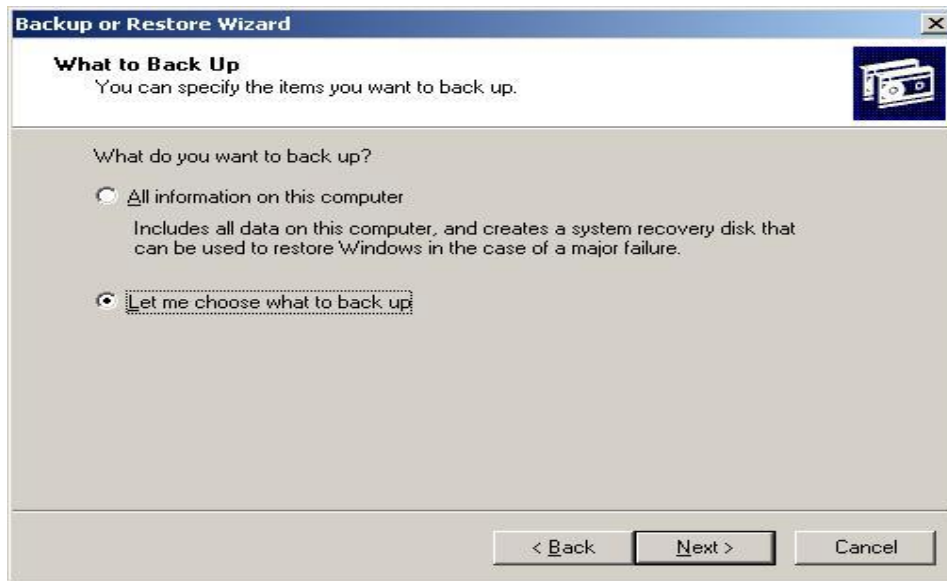 Backup or Restore Wizard
What to Back Up
You can specify the items you want to back up.
What do you want to back up?
All information on this computer
Includes all data on this computer, and creates a system recovery disk that
can be used to restore Windows in the case of a major failure.
Let me choose what to back up
< Back Next > Cancel